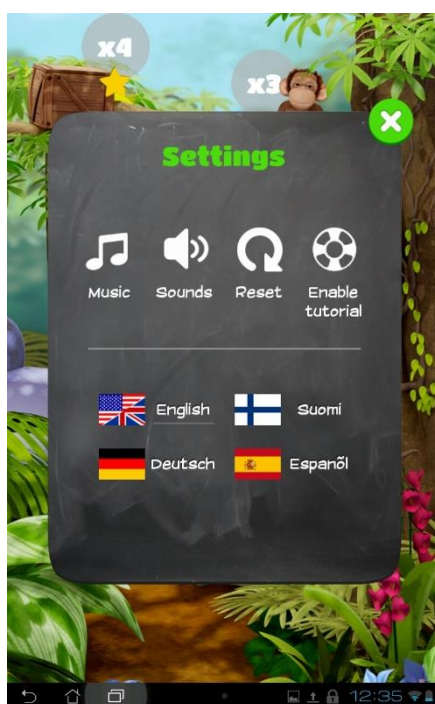 x4
x3
Settings
Music Sounds Reset Enable
tutorial
English Suomi
Deutsch Espanõl
12:35